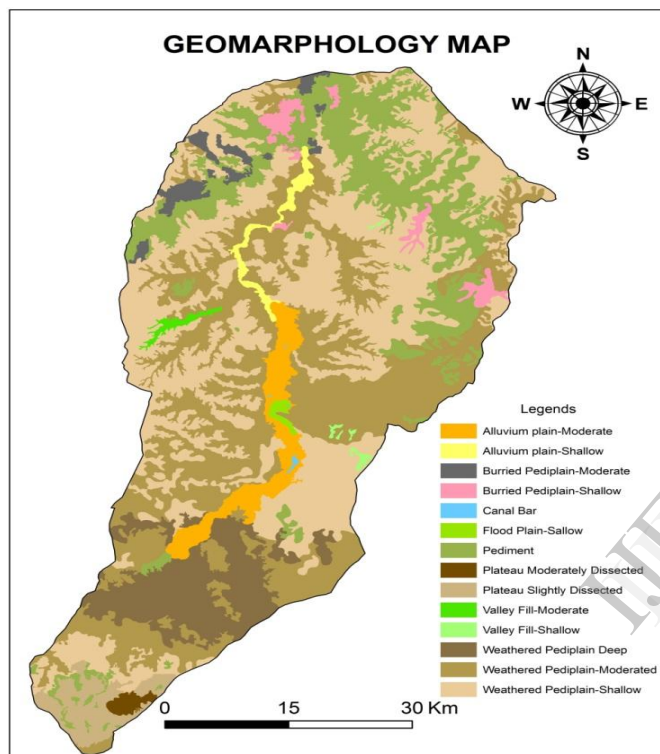 GEOMARPHOLOGY MAP
N
W
E
S
Legends
Alluvium plain-Moderate
Alluvium plain-Shallow
Burried Pediplain-Moderate
Burried Pediplain-Shallow
Canal Bar
Flood Plain-Sallow
Pediment
Plateau Moderately Dissected
Plateau Slightly Dissected
Valley Fill-Moderate
Valley Fill-Shallow
Weathered Pediplain Deep
Weathered Pediplain-Moderated
Weathered Pediplain-Shallow
0 15 30 Km